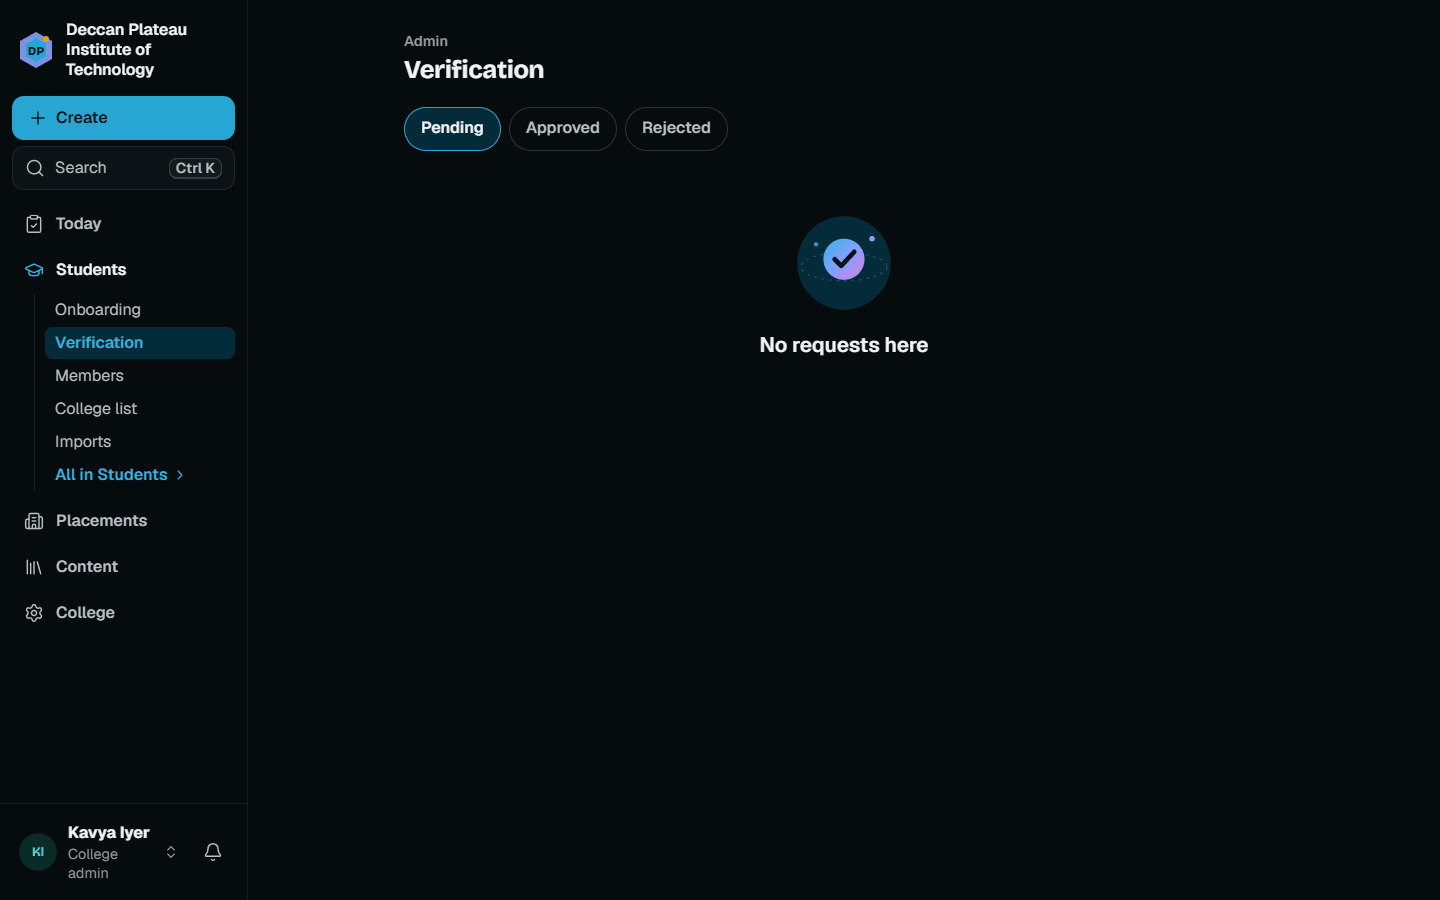 DP
Deccan Plateau
Institute of
Technology
Create
Search
Ctrl K
Today
Students
Onboarding
Verification
Members
College list
Imports
All in Students
Placements
Content
College
KI
Kavya Iyer
College
admin
Admin
Verification
Pending
Approved
Rejected
No requests here